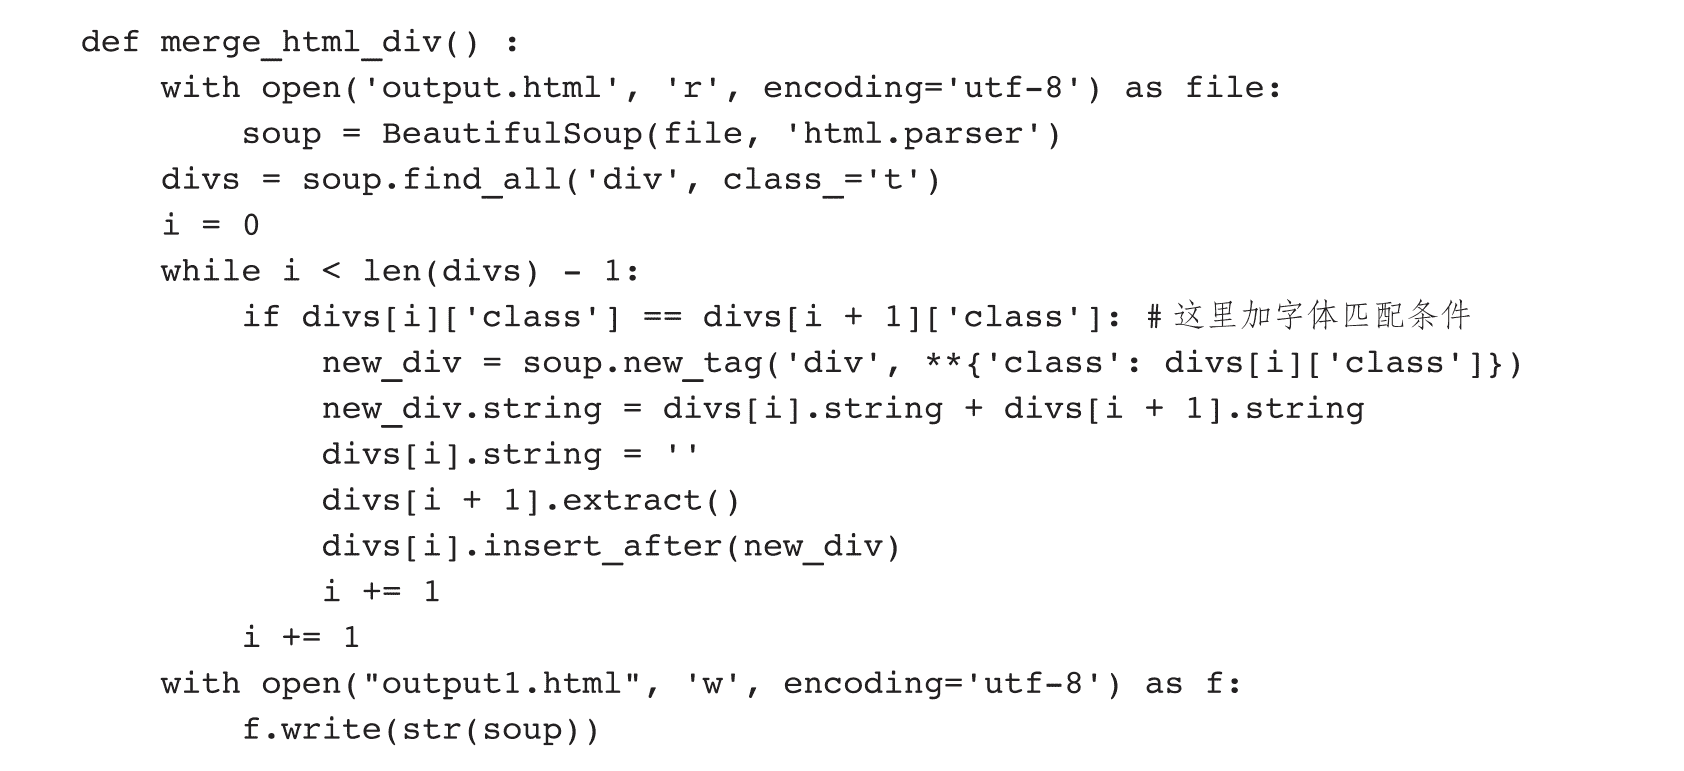 def merge_html_div() :
    with open('output.html', 'r', encoding='utf-8') as file:
        soup = BeautifulSoup(file, 'html.parser')
    divs = soup.find_all('div', class_='t')
    i = 0
    while i < len(divs) - 1:
        if divs[i]['class'] == divs[i + 1]['class']: # 这里加字体匹配条件
            new_div = soup.new_tag('div', **{'class': divs[i]['class']})
            new_div.string = divs[i].string + divs[i + 1].string
            divs[i].string = ''
            divs[i + 1].extract()
            divs[i].insert_after(new_div)
            i += 1
        i += 1
    with open("output1.html", 'w', encoding='utf-8') as f:
        f.write(str(soup))